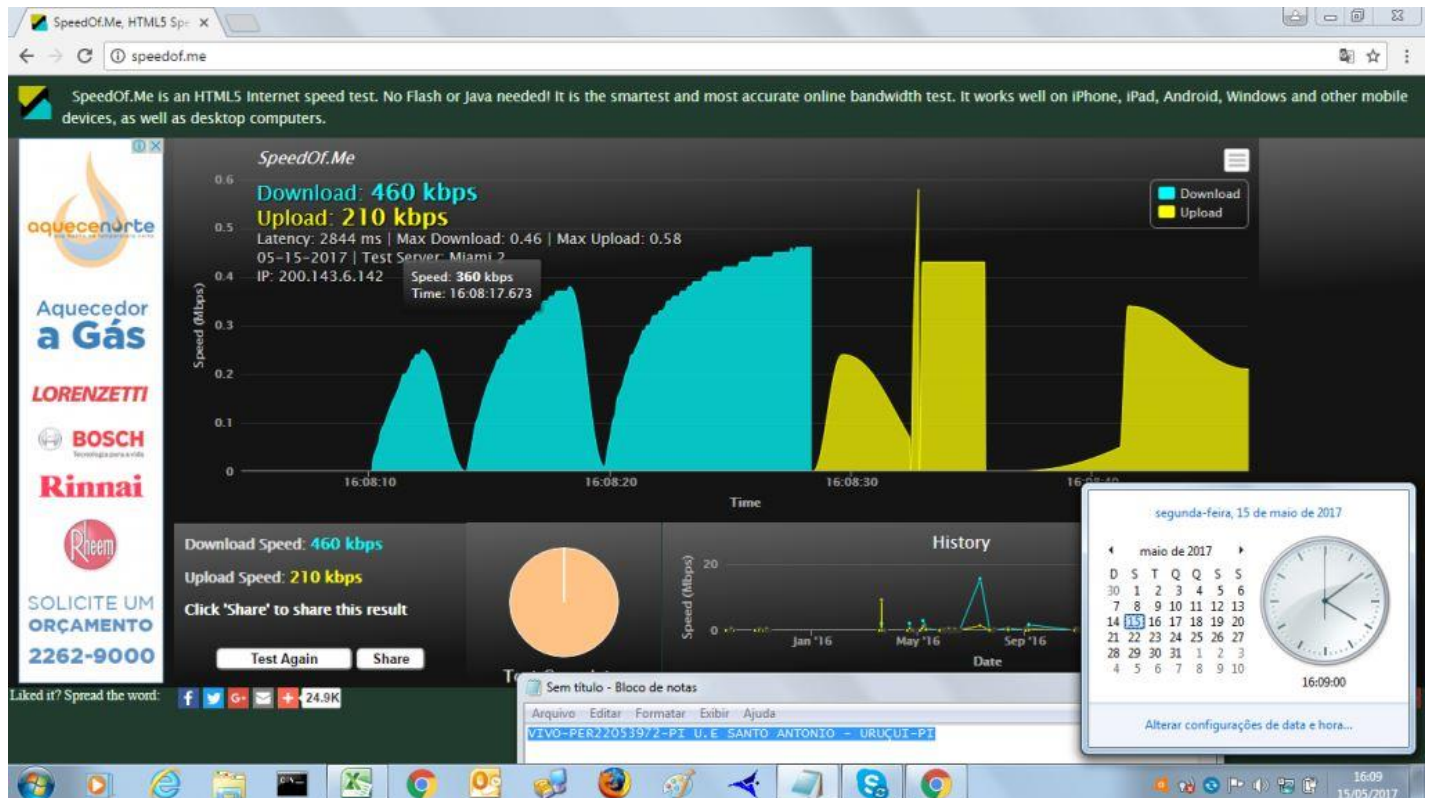 SpeedOf.Me, HTML5 Spe
speedof.me
SpeedOf.Me is an HTML5 Internet speed test. No Flash or Java needed! It is the smartest and most accurate online bandwidth test. It works well on iPhone, iPad, Android, Windows and other mobile
devices, as well as desktop computers.
aquecenorte
Aquecedor
a Gás
LORENZETTI
BOSCH
Tecnologia para a vida
Rinnai
Rheem
SOLICITE UM
ORÇAMENTO
2262-9000
SpeedOf.Me
Download: 460 kbps
Upload: 210 kbps
Latency: 2844 ms | Max Download: 0.46 | Max Upload: 0.58
05-15-2017 | Test Server: Miami 2
IP: 200.143.6.142
Speed: 360 kbps
Time: 16:08:17.673
Download
Upload
Speed (Mbps)
0.6
0.5
0.4
0.3
0.2
0.1
0
16:08:10 16:08:20 16:08:30 16:08:40
Time
Download Speed: 460 kbps
Upload Speed: 210 kbps
Click 'Share' to share this result
Test Again Share
History
Speed (Mbps)
20
0
Jan '16 May '16 Sep '16
Date
Liked it? Spread the word:
24.9K
Sem título - Bloco de notas
Arquivo Editar Formatar Exibir Ajuda
VIVO-PER22053972-PI U.E SANTO ANTONIO - URUÇUI-PI
segunda-feira, 15 de maio de 2017
maio de 2017
D S T Q Q S S
30 1 2 3 4 5 6
7 8 9 10 11 12 13
14 15 16 17 18 19 20
21 22 23 24 25 26 27
28 29 30 31 1 2 3
4 5 6 7 8 9 10
16:09:00
Alterar configurações de data e hora...
16:09
15/05/2017